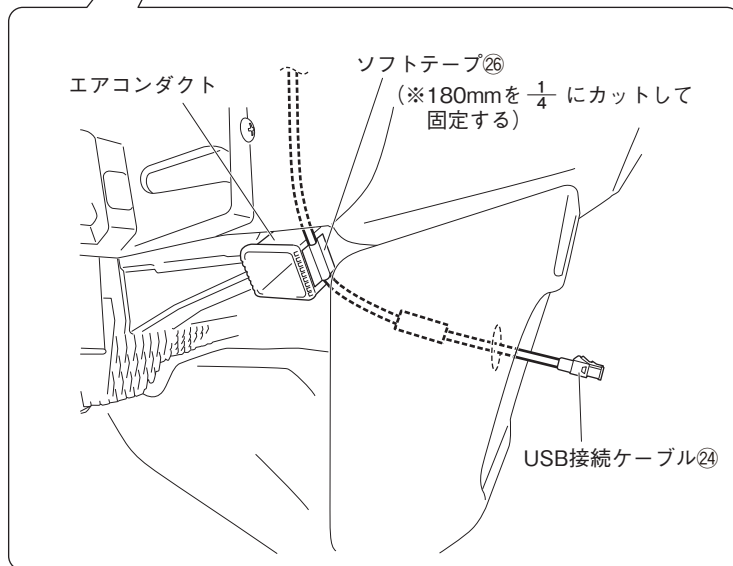 エアコンダクト
ソフトテープ㉖
（※180mmを 1/4 にカットして
固定する）
USB接続ケーブル㉔